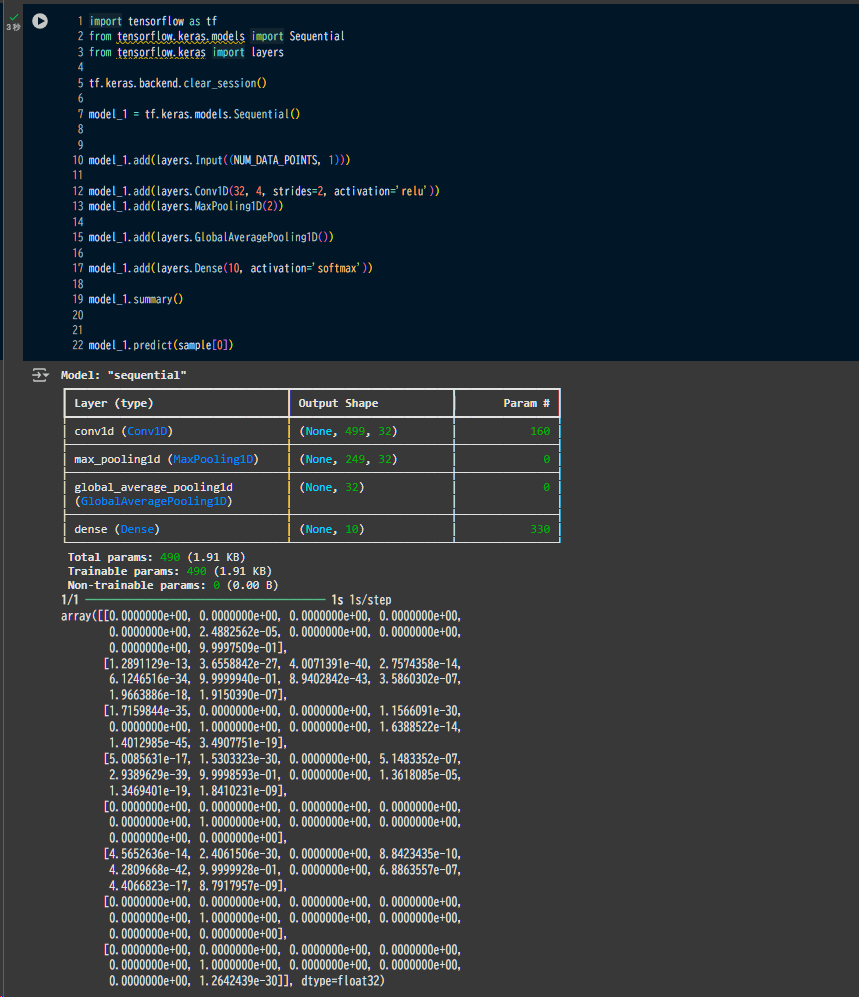 3秒
1 import tensorflow as tf
2 from tensorflow.keras.models import Sequential
3 from tensorflow.keras import layers
4
5 tf.keras.backend.clear_session()
6
7 model_1 = tf.keras.models.Sequential()
8
9
10 model_1.add(layers.Input((NUM_DATA_POINTS, 1)))
11
12 model_1.add(layers.Conv1D(32, 4, strides=2, activation='relu'))
13 model_1.add(layers.MaxPooling1D(2))
14
15 model_1.add(layers.GlobalAveragePooling1D())
16
17 model_1.add(layers.Dense(10, activation='softmax'))
18
19 model_1.summary()
20
21
22 model_1.predict(sample[0])
Model: "sequential"
Layer (type) Output Shape Param #
conv1d (Conv1D) (None, 499, 32) 160
max_pooling1d (MaxPooling1D) (None, 249, 32) 0
global_average_pooling1d (None, 32) 0
(GlobalAveragePooling1D)
dense (Dense) (None, 10) 330
Total params: 490 (1.91 KB)
Trainable params: 490 (1.91 KB)
Non-trainable params: 0 (0.00 B)
1/1 1s 1s/step
array([[0.0000000e+00, 0.0000000e+00, 0.0000000e+00, 0.0000000e+00,
0.0000000e+00, 2.4882562e-05, 0.0000000e+00, 0.0000000e+00,
0.0000000e+00, 9.9997509e-01],
[1.2891129e-13, 3.6558842e-27, 4.0071391e-40, 2.7574358e-14,
6.1246516e-34, 9.9999940e-01, 8.9402842e-43, 3.5860302e-07,
1.9663886e-18, 1.9150390e-07],
[1.7159844e-35, 0.0000000e+00, 0.0000000e+00, 1.1566091e-30,
0.0000000e+00, 1.0000000e+00, 0.0000000e+00, 1.6388522e-14,
1.4012985e-45, 3.4907751e-19],
[5.0085631e-17, 1.5303323e-30, 0.0000000e+00, 5.1483352e-07,
2.9389629e-39, 9.9998593e-01, 0.0000000e+00, 1.3618085e-05,
1.3469401e-19, 1.8410231e-09],
[0.0000000e+00, 0.0000000e+00, 0.0000000e+00, 0.0000000e+00,
0.0000000e+00, 1.0000000e+00, 0.0000000e+00, 0.0000000e+00,
0.0000000e+00, 0.0000000e+00],
[4.5652636e-14, 2.4061506e-30, 0.0000000e+00, 8.8423435e-10,
4.2809668e-42, 9.9999928e-01, 0.0000000e+00, 6.8863557e-07,
4.4066823e-17, 8.7917957e-09],
[0.0000000e+00, 0.0000000e+00, 0.0000000e+00, 0.0000000e+00,
0.0000000e+00, 1.0000000e+00, 0.0000000e+00, 0.0000000e+00,
0.0000000e+00, 0.0000000e+00],
[0.0000000e+00, 0.0000000e+00, 0.0000000e+00, 0.0000000e+00,
0.0000000e+00, 1.0000000e+00, 0.0000000e+00, 0.0000000e+00,
0.0000000e+00, 1.2642439e-30]], dtype=float32)